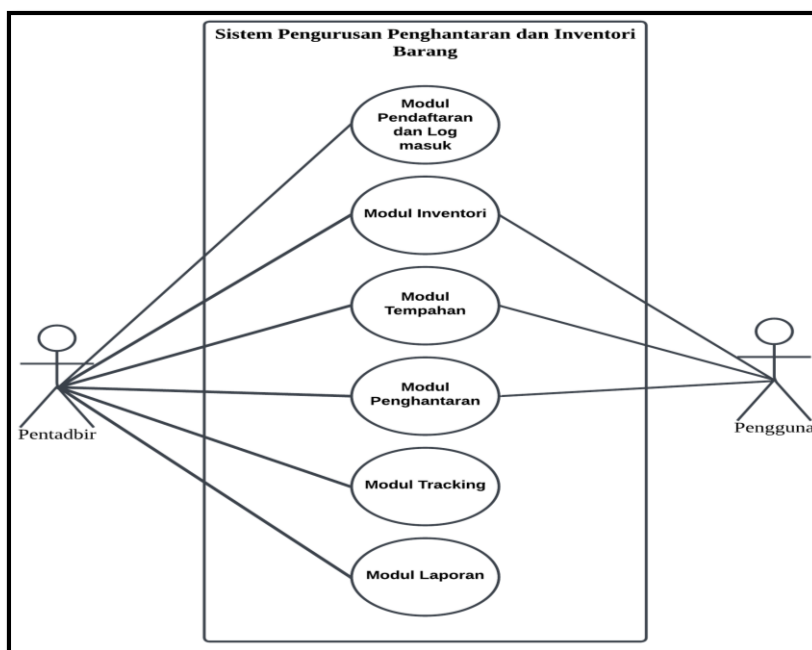 Sistem Pengurusan Penghantaran dan Inventori
Barang
Modul
Pendaftaran
dan Log
masuk
Modul Inventori
Modul
Tempahan
Modul
Penghantaran
Modul Tracking
Modul Laporan
Pentadbir
Pengguna